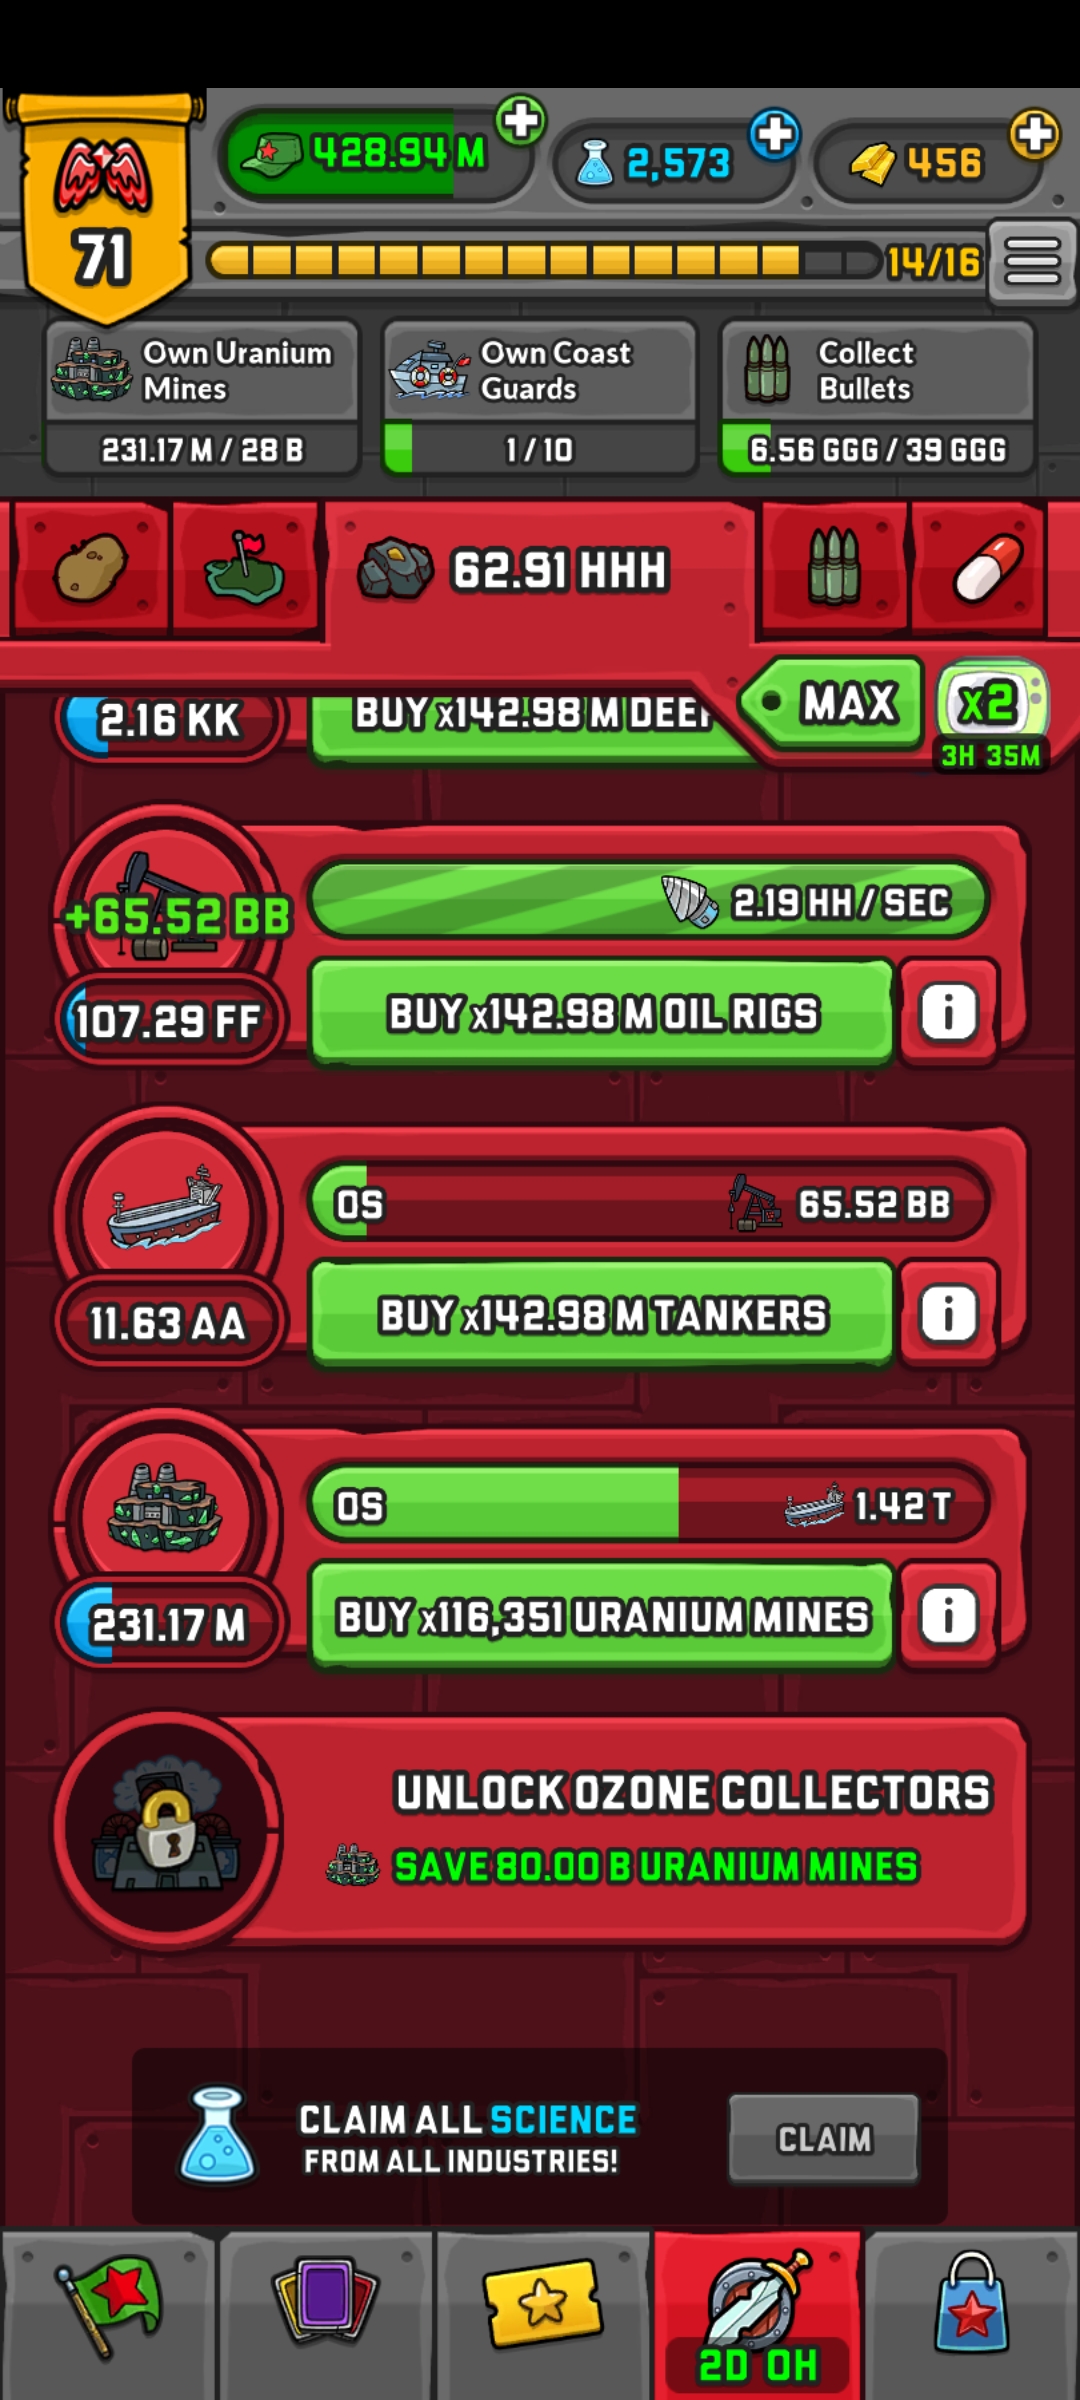 428.94 M
2,573
456
71
14/16
Own Uranium
Mines
231.17 M / 28 B
Own Coast
Guards
1 / 10
Collect
Bullets
6.56 GGG / 39 GGG
62.91 HHH
MAX
x2
3H 35M
2.16 KK
BUY x142.98 M DEEP
+65.52 BB
2.19 HH / SEC
107.29 FF
BUY x142.98 M OIL RIGS
i
0S
65.52 BB
11.63 AA
BUY x142.98 M TANKERS
i
0S
1.42 T
231.17 M
BUY x116,351 URANIUM MINES
i
UNLOCK OZONE COLLECTORS
SAVE 80.00 B URANIUM MINES
CLAIM ALL SCIENCE
FROM ALL INDUSTRIES!
CLAIM
2D 0H